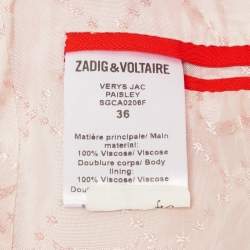 ZADIG&VOLTAIRE
VERYS JAC
PAISLEY
SGCA0206F
36
Matière principale/ Main
material:
100% Viscose/ Viscose
Doublure corps/ Body
lining:
100% Viscose/ Viscose